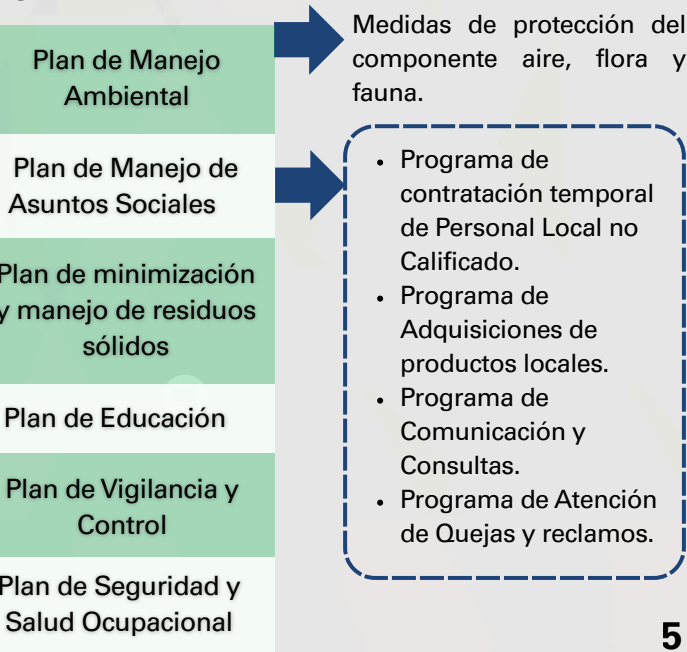 Plan de Manejo
Ambiental
Medidas de protección del
componente aire, flora y
fauna.
Plan de Manejo de
Asuntos Sociales
• Programa de
contratación temporal
de Personal Local no
Calificado.
• Programa de
Adquisiciones de
productos locales.
• Programa de
Comunicación y
Consultas.
• Programa de Atención
de Quejas y reclamos.
Plan de minimización
y manejo de residuos
sólidos
Plan de Educación
Plan de Vigilancia y
Control
Plan de Seguridad y
Salud Ocupacional
5